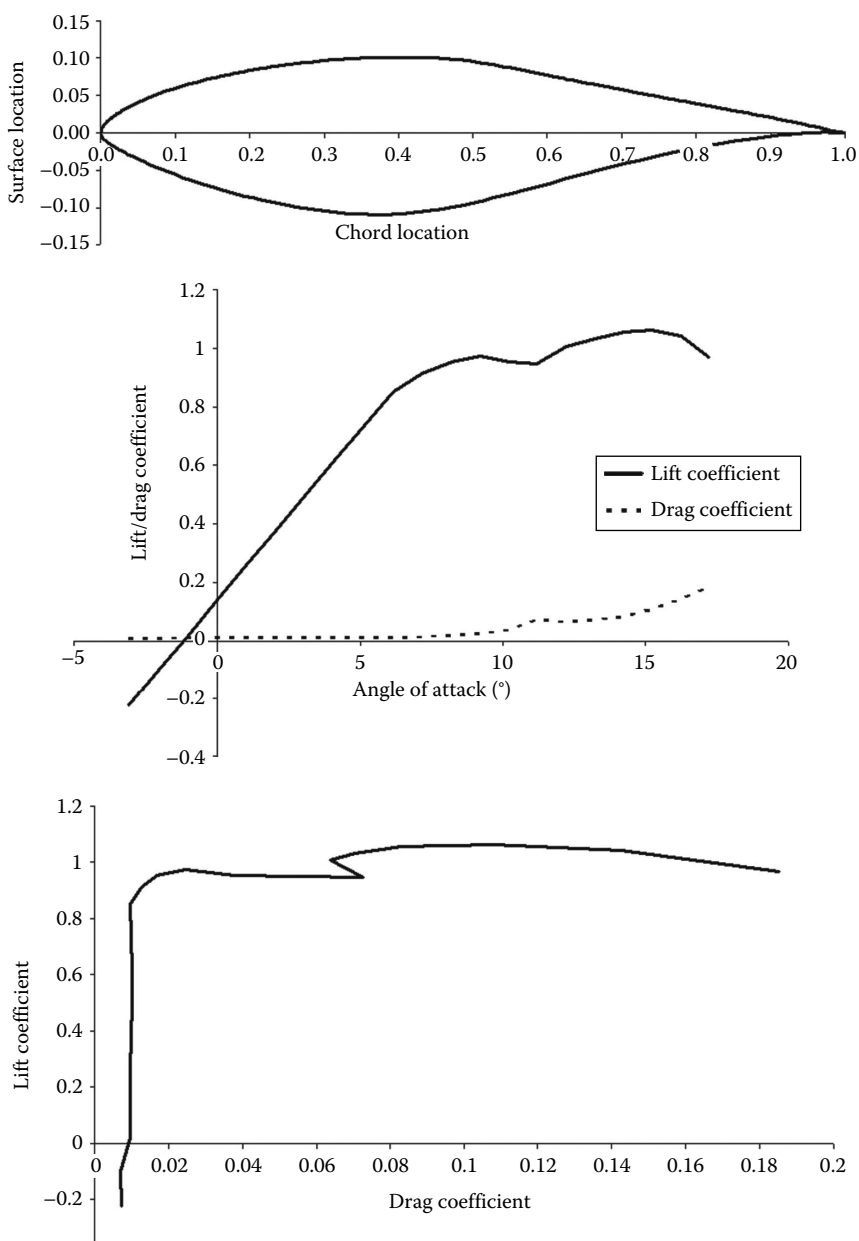 0.15
0.10
0.05
0.00
−0.05
−0.10
−0.15
Surface location
0.0 0.1 0.2 0.3 0.4 0.5 0.6 0.7 0.8 0.9 1.0
Chord location
1.2
1
0.8
0.6
0.4
0.2
0
−0.2
−0.4
Lift/drag coefficient
Lift coefficient
Drag coefficient
−5 0 5 10 15 20
Angle of attack (°)
1.2
1
0.8
0.6
0.4
0.2
0
−0.2
Lift coefficient
0 0.02 0.04 0.06 0.08 0.1 0.12 0.14 0.16 0.18 0.2
Drag coefficient